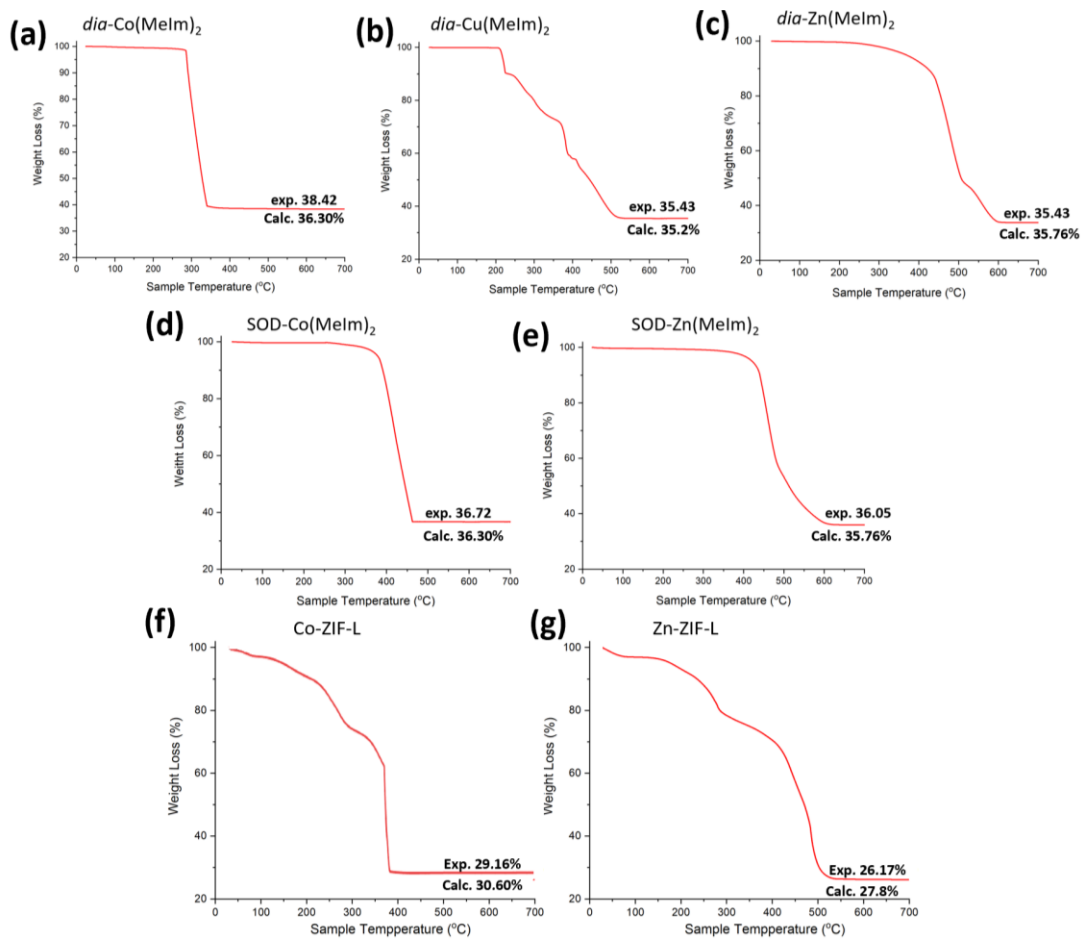 (a)
dia-Co(MeIm)2
100
90
80
70
60
50
40
30
20
Weight Loss (%)
exp. 38.42
Calc. 36.30%
0 100 200 300 400 500 600 700
Sample Temperature (°C)
(b)
dia-Cu(MeIm)2
100
80
60
40
20
Weight Loss (%)
exp. 35.43
Calc. 35.2%
0 100 200 300 400 500 600 700
Sample Temperature (°C)
(c)
dia-Zn(MeIm)2
100
80
60
40
20
Weight loss (%)
exp. 35.43
Calc. 35.76%
0 100 200 300 400 500 600 700
Sample Temperature (°C)
(d)
SOD-Co(MeIm)2
100
80
60
40
20
Weitht Loss (%)
exp. 36.72
Calc. 36.30%
0 100 200 300 400 500 600 700
Sample Temperature (°C)
(e)
SOD-Zn(MeIm)2
100
80
60
40
20
Weight Loss (%)
exp. 36.05
Calc. 35.76%
0 100 200 300 400 500 600 700
Sample Temperature (°C)
(f)
Co-ZIF-L
100
80
60
40
20
Weight Loss (%)
Exp. 29.16%
Calc. 30.60%
0 100 200 300 400 500 600 700
Sample Tempperature (°C)
(g)
Zn-ZIF-L
100
80
60
40
20
Weight Loss (%)
Exp. 26.17%
Calc. 27.8%
0 100 200 300 400 500 600 700
Sample Temperature (°C)